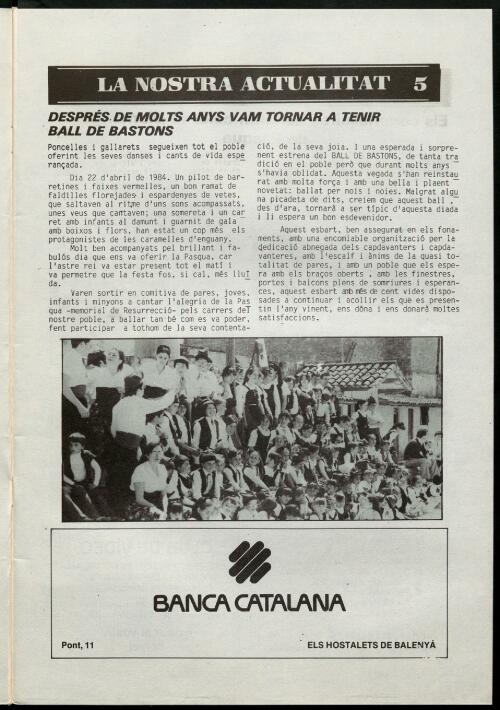 LA NOSTRA ACTUALITAT 5
DESPRÉS DE MOLTS ANYS VAM TORNAR A TENIR
BALL DE BASTONS
Poncelles i gallarets segueixen tot el poble
oferint les seves danses i cants de vida espe
rançada.
Dia 22 d'abril de 1984. Un pilot de bar-
retines i faixes vermelles, un bon ramat de
faldilles florejades i espardenyes de vetes,
que saltaven al ritme d'uns sons acompassats,
unes veus que cantaven; una somereta i un car
ret amb infants al damunt i guarnit de gala
amb boixos i flors, han estat un cop més els
protagonistes de les caramelles d'enguany.
Molt ben acompanyats pel brillant i fa-
bulós dia que ens va oferir la Pasqua, car
l'astre rei va estar present tot el matí i
va permetre que la festa fos, si cal, més lluï
da.
Varen sortir en comitiva de pares, joves,
infants i minyons a cantar l'alegria de la Pas
qua -memorial de Resurrecció- pels carrers del
nostre poble, a ballar tan bé com es va poder,
fent participar a tothom de la seva contenta-
ció, de la seva joia. I una esperada i sorpre-
nent estrena del BALL DE BASTONS, de tanta tra
dició en el poble però que durant molts anys
s'havia oblidat. Aquesta vegada s'han reinstau
rat amb molta força i amb una bella i plaent
novetat: ballat per nois i noies. Malgrat algu
na picadeta de dits, creiem que aquest ball,
des d'ara, tornarà a ser típic d'aquesta diada
i li espera un bon esdevenidor.
Aquest esbart, ben assegurat en els fona-
ments, amb una encomiable organització per la
dedicació abnegada dels capdavanters i capda-
vanteres, amb l'escalf i ànims de la quasi to-
talitat de pares, i amb un poble que els espe-
ra amb els braços oberts , amb les finestres,
portes i balcons plens de somriures i esperan-
ces, aquest esbart amb més de cent vides dispo-
sades a continuar i acollir els que es presen-
tin l'any vinent, ens dóna i ens donarà moltes
satisfaccions.
BANCA CATALANA
Pont, 11 ELS HOSTALETS DE BALENYÀ